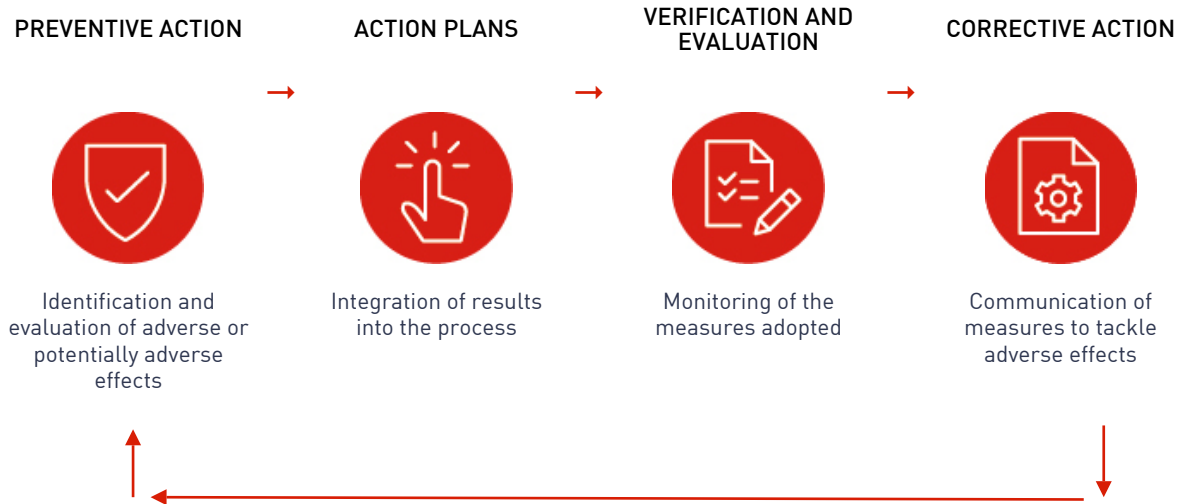 PREVENTIVE ACTION
ACTION PLANS
VERIFICATION AND
EVALUATION
CORRECTIVE ACTION
Identification and
evaluation of adverse or
potentially adverse
effects
Integration of results
into the process
Monitoring of the
measures adopted
Communication of
measures to tackle
adverse effects